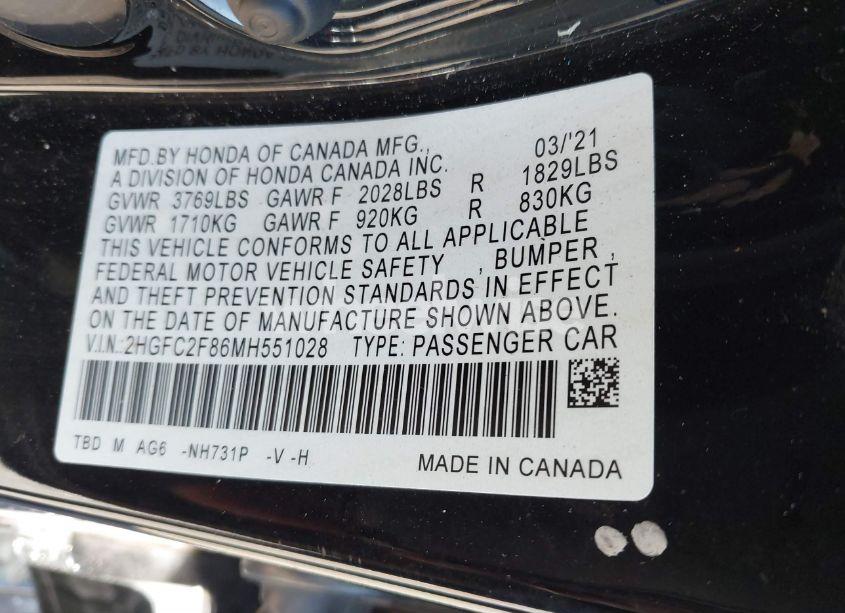 MFD.BY HONDA OF CANADA MFG., 03/'21
A DIVISION OF HONDA CANADA INC.
GVWR 3769LBS GAWR F 2028LBS R 1829LBS
GVWR 1710KG GAWR F 920KG R 830KG
THIS VEHICLE CONFORMS TO ALL APPLICABLE
FEDERAL MOTOR VEHICLE SAFETY , BUMPER ,
AND THEFT PREVENTION STANDARDS IN EFFECT
ON THE DATE OF MANUFACTURE SHOWN ABOVE.
V.I.N.:2HGFC2F86MH551028 TYPE: PASSENGER CAR
TBD M AG6 -NH731P -V -H
MADE IN CANADA